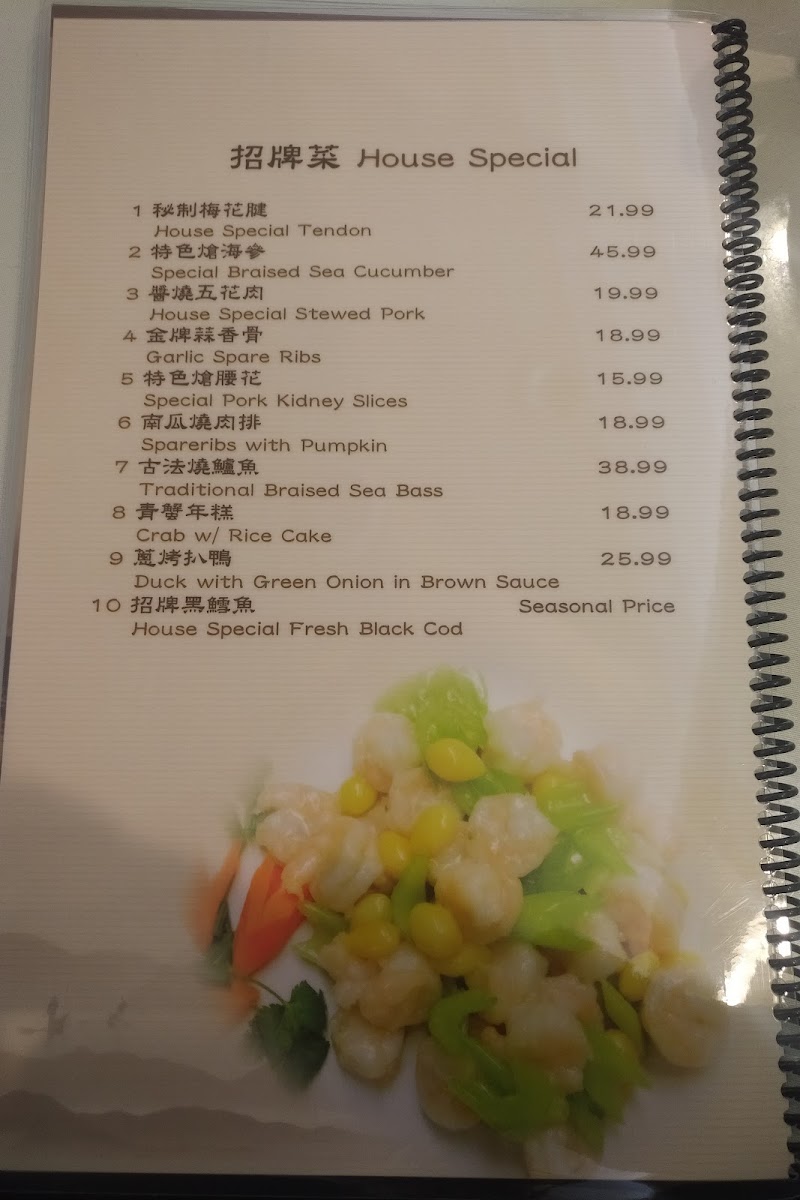 招牌菜 House Special
1 秘制梅花腱 21.99
House Special Tendon
2 特色熗海參 45.99
Special Braised Sea Cucumber
3 醬燒五花肉 19.99
House Special Stewed Pork
4 金牌蒜香骨 18.99
Garlic Spare Ribs
5 特色熗腰花 15.99
Special Pork Kidney Slices
6 南瓜燒肉排 18.99
Spareribs with Pumpkin
7 古法燒鱸魚 38.99
Traditional Braised Sea Bass
8 青蟹年糕 18.99
Crab w/ Rice Cake
9 蔥烤扒鴨 25.99
Duck with Green Onion in Brown Sauce
10 招牌黑鱈魚 Seasonal Price
House Special Fresh Black Cod